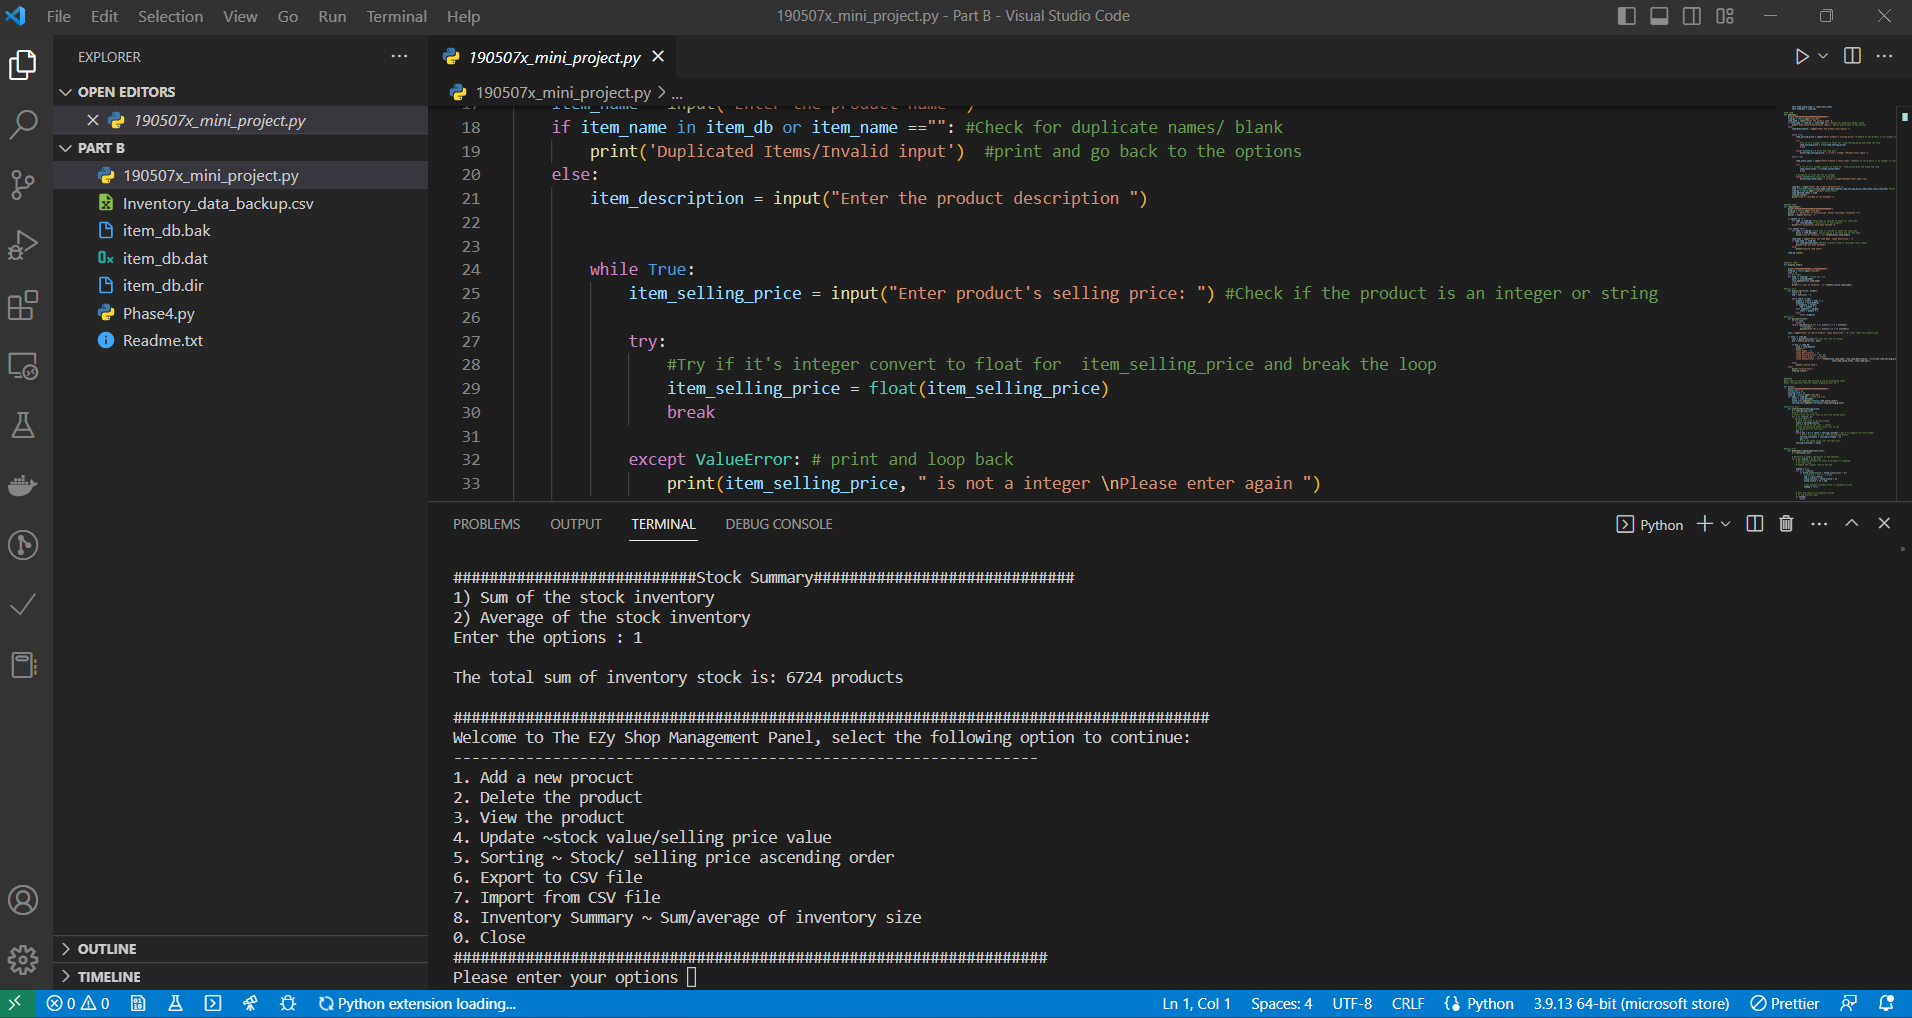 File Edit Selection View Go Run Terminal Help
190507x_mini_project.py - Part B - Visual Studio Code
EXPLORER
OPEN EDITORS
190507x_mini_project.py
PART B
190507x_mini_project.py
Inventory_data_backup.csv
item_db.bak
item_db.dat
item_db.dir
Phase4.py
Readme.txt
OUTLINE
TIMELINE
190507x_mini_project.py
190507x_mini_project.py > ...
17 item_name = input("Enter the product name ")
18 if item_name in item_db or item_name =="": #Check for duplicate names/ blank
19 print('Duplicated Items/Invalid input') #print and go back to the options
20 else:
21 item_description = input("Enter the product description ")
22
23
24 while True:
25 item_selling_price = input("Enter product's selling price: ") #Check if the product is an integer or string
26
27 try:
28 #Try if it's integer convert to float for  item_selling_price and break the loop
29 item_selling_price = float(item_selling_price)
30 break
31
32 except ValueError: # print and loop back
33 print(item_selling_price, " is not a integer \nPlease enter again ")
PROBLEMS OUTPUT TERMINAL DEBUG CONSOLE
Python
###########################Stock Summary#############################
1) Sum of the stock inventory
2) Average of the stock inventory
Enter the options : 1
The total sum of inventory stock is: 6724 products
####################################################################################
Welcome to The EZy Shop Management Panel, select the following option to continue:
-----------------------------------------------------------------
1. Add a new procuct
2. Delete the product
3. View the product
4. Update ~stock value/selling price value
5. Sorting ~ Stock/ selling price ascending order
6. Export to CSV file
7. Import from CSV file
8. Inventory Summary ~ Sum/average of inventory size
0. Close
##################################################################
Please enter your options
0 0 Python extension loading... Ln 1, Col 1 Spaces: 4 UTF-8 CRLF Python 3.9.13 64-bit (microsoft store) Prettier